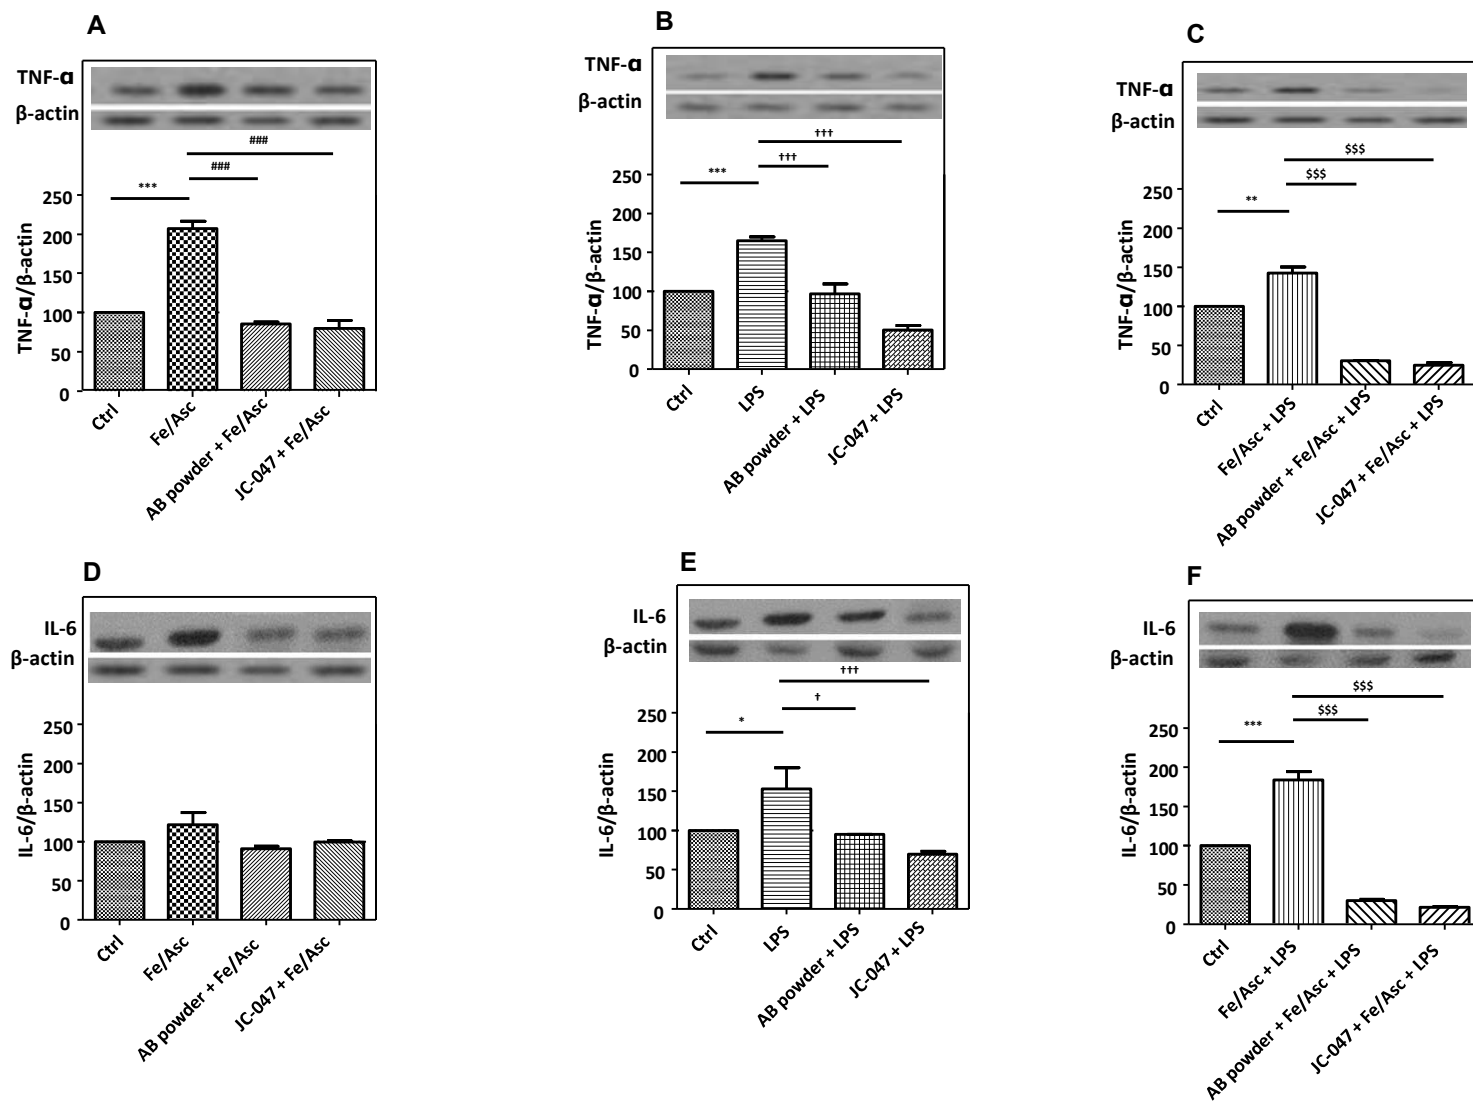 A
TNF-α
β-actin
###
###
***
TNF-α/β-actin
250
200
150
100
50
0
Ctrl
Fe/Asc
AB powder + Fe/Asc
JC-047 + Fe/Asc
B
TNF-α
β-actin
†††
†††
***
TNF-α/β-actin
250
200
150
100
50
0
Ctrl
LPS
AB powder + LPS
JC-047 + LPS
C
TNF-α
β-actin
$$$
$$$
**
TNF-α/β-actin
250
200
150
100
50
0
Ctrl
Fe/Asc + LPS
AB powder + Fe/Asc + LPS
JC-047 + Fe/Asc + LPS
D
IL-6
β-actin
IL-6/β-actin
250
200
150
100
50
0
Ctrl
Fe/Asc
AB powder + Fe/Asc
JC-047 + Fe/Asc
E
IL-6
β-actin
†††
†
*
IL-6/β-actin
250
200
150
100
50
0
Ctrl
LPS
AB powder + LPS
JC-047 + LPS
F
IL-6
β-actin
$$$
$$$
***
IL-6/β-actin
250
200
150
100
50
0
Ctrl
Fe/Asc + LPS
AB powder + Fe/Asc + LPS
JC-047 + Fe/Asc + LPS